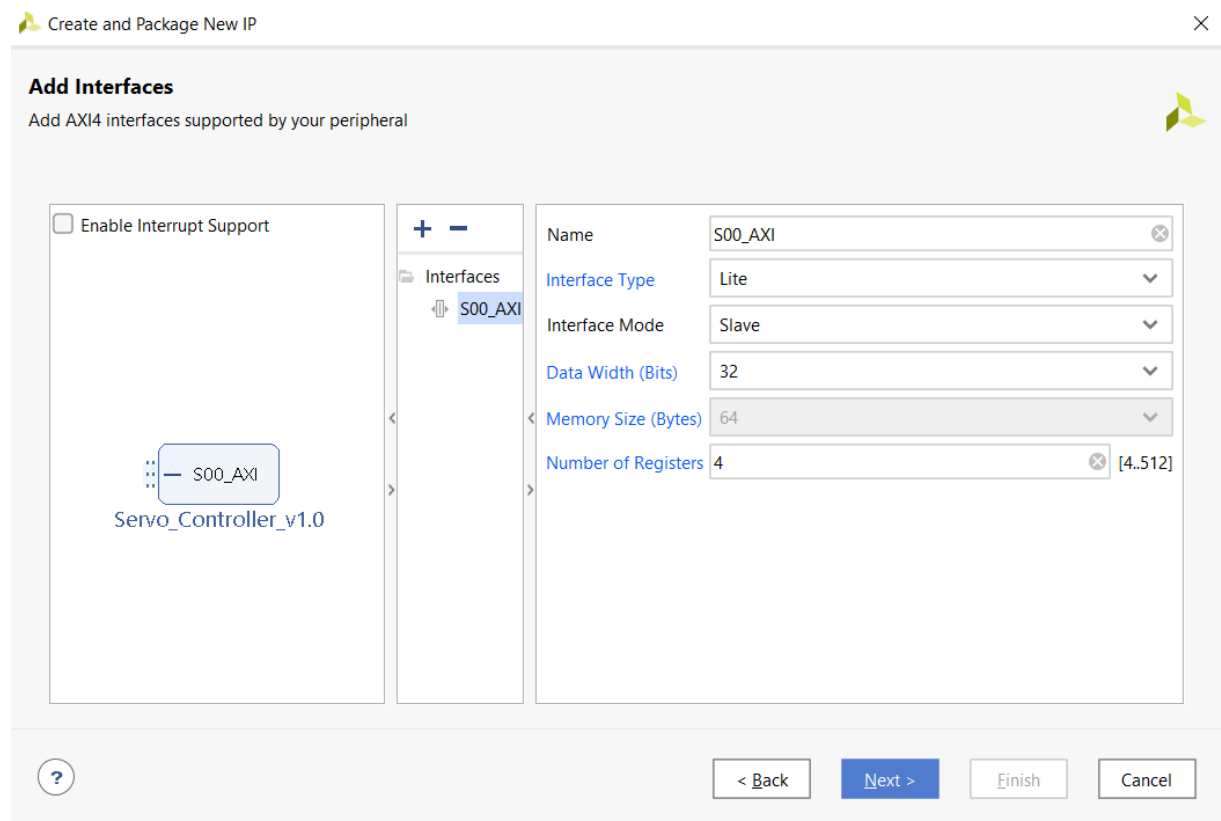 Create and Package New IP
Add Interfaces
Add AXI4 interfaces supported by your peripheral
Enable Interrupt Support
S00_AXI
Servo_Controller_v1.0
Interfaces
S00_AXI
Name S00_AXI
Interface Type Lite
Interface Mode Slave
Data Width (Bits) 32
Memory Size (Bytes) 64
Number of Registers 4 [4..512]
? < Back Next > Finish Cancel